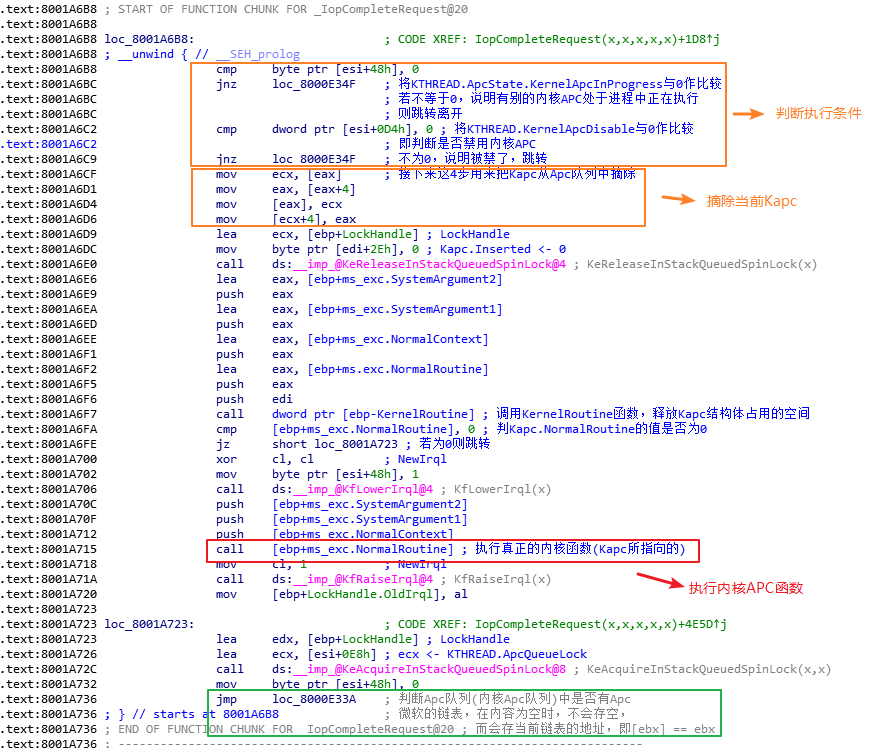 .text:8001A6B8 ; START OF FUNCTION CHUNK FOR _IopCompleteRequest@20
.text:8001A6B8
.text:8001A6B8 loc_8001A6B8: ; CODE XREF: IopCompleteRequest(x,x,x,x,x)+1D8↑j
.text:8001A6B8 ; __unwind { // __SEH_prolog
.text:8001A6B8 cmp byte ptr [esi+48h], 0
.text:8001A6BC jnz loc_8000E34F ; 将KTHREAD.ApcState.KernelApcInProgress与0作比较
.text:8001A6BC ; 若不等于0，说明有别的内核APC处于进程中正在执行
.text:8001A6BC ; 则跳转离开
.text:8001A6C2 cmp dword ptr [esi+0D4h], 0 ; 将KTHREAD.KernelApcDisable与0作比较
.text:8001A6C2 ; 即判断是否禁用内核APC
.text:8001A6C9 jnz loc_8000E34F ; 不为0，说明被禁了，跳转
判断执行条件
.text:8001A6CF mov ecx, [eax] ; 接下来这4步用来把Kapc从Apc队列中摘除
.text:8001A6D1 mov eax, [eax+4]
.text:8001A6D4 mov [eax], ecx
.text:8001A6D6 mov [ecx+4], eax
摘除当前Kapc
.text:8001A6D9 lea ecx, [ebp+LockHandle] ; LockHandle
.text:8001A6DC mov byte ptr [edi+2Eh], 0 ; Kapc.Inserted <- 0
.text:8001A6E0 call ds:__imp_@KeReleaseInStackQueuedSpinLock@4 ; KeReleaseInStackQueuedSpinLock(x)
.text:8001A6E6 lea eax, [ebp+ms_exc.SystemArgument2]
.text:8001A6E9 push eax
.text:8001A6EA lea eax, [ebp+ms_exc.SystemArgument1]
.text:8001A6ED push eax
.text:8001A6EE lea eax, [ebp+ms_exc.NormalContext]
.text:8001A6F1 push eax
.text:8001A6F2 lea eax, [ebp+ms.exc.NormalRoutine]
.text:8001A6F5 push eax
.text:8001A6F6 push edi
.text:8001A6F7 call dword ptr [ebp-KernelRoutine] ; 调用KernelRoutine函数，释放Kapc结构体占用的空间
.text:8001A6FA cmp [ebp+ms_exc.NormalRoutine], 0 ; 判Kapc.NormalRoutine的值是否为0
.text:8001A6FE jz short loc_8001A723 ; 若为0则跳转
.text:8001A700 xor cl, cl ; NewIrql
.text:8001A702 mov byte ptr [esi+48h], 1
.text:8001A706 call ds:__imp_@KfLowerIrql@4 ; KfLowerIrql(x)
.text:8001A70C push [ebp+ms_exc.SystemArgument2]
.text:8001A70F push [ebp+ms_exc.SystemArgument1]
.text:8001A712 push [ebp+ms_exc.NormalContext]
.text:8001A715 call [ebp+ms_exc.NormalRoutine] ; 执行真正的内核函数(Kapc所指向的)
.text:8001A718 mov cl, 1 ; NewIrql
.text:8001A71A call ds:__imp_@KfRaiseIrql@4 ; KfRaiseIrql(x)
.text:8001A720 mov [ebp+LockHandle.OldIrql], al
执行内核APC函数
.text:8001A723
.text:8001A723 loc_8001A723: ; CODE XREF: IopCompleteRequest(x,x,x,x,x)+4E5D↑j
.text:8001A723 lea edx, [ebp+LockHandle] ; LockHandle
.text:8001A726 lea ecx, [esi+0E8h] ; ecx <- KTHREAD.ApcQueueLock
.text:8001A72C call ds:__imp_@KeAcquireInStackQueuedSpinLock@8 ; KeAcquireInStackQueuedSpinLock(x,x)
.text:8001A732 mov byte ptr [esi+48h], 0
.text:8001A736 jmp loc_8000E33A ; 判断Apc队列(内核Apc队列)中是否有Apc
.text:8001A736 ; } // starts at 8001A6B8 ; 微软的链表，在内容为空时，不会存空，
.text:8001A736 ; END OF FUNCTION CHUNK FOR _IopCompleteRequest@20 ; 而会存当前链表的地址，即[ebx] == ebx
.text:8001A736 ; ---------------------------------------------------------------------------